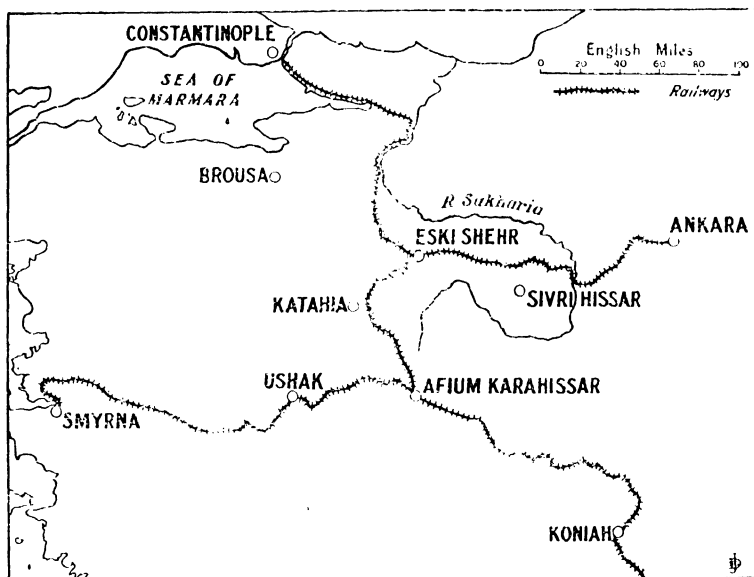 CONSTANTINOPLE
English Miles
0 20 40 60 80 100
Railways
SEA OF
MARMARA
BROUSA
R Sakharia
ANKARA
ESKI SHEHR
SIVRI HISSAR
KATAHIA
USHAK
AFIUM KARAHISSAR
SMYRNA
KONIAH